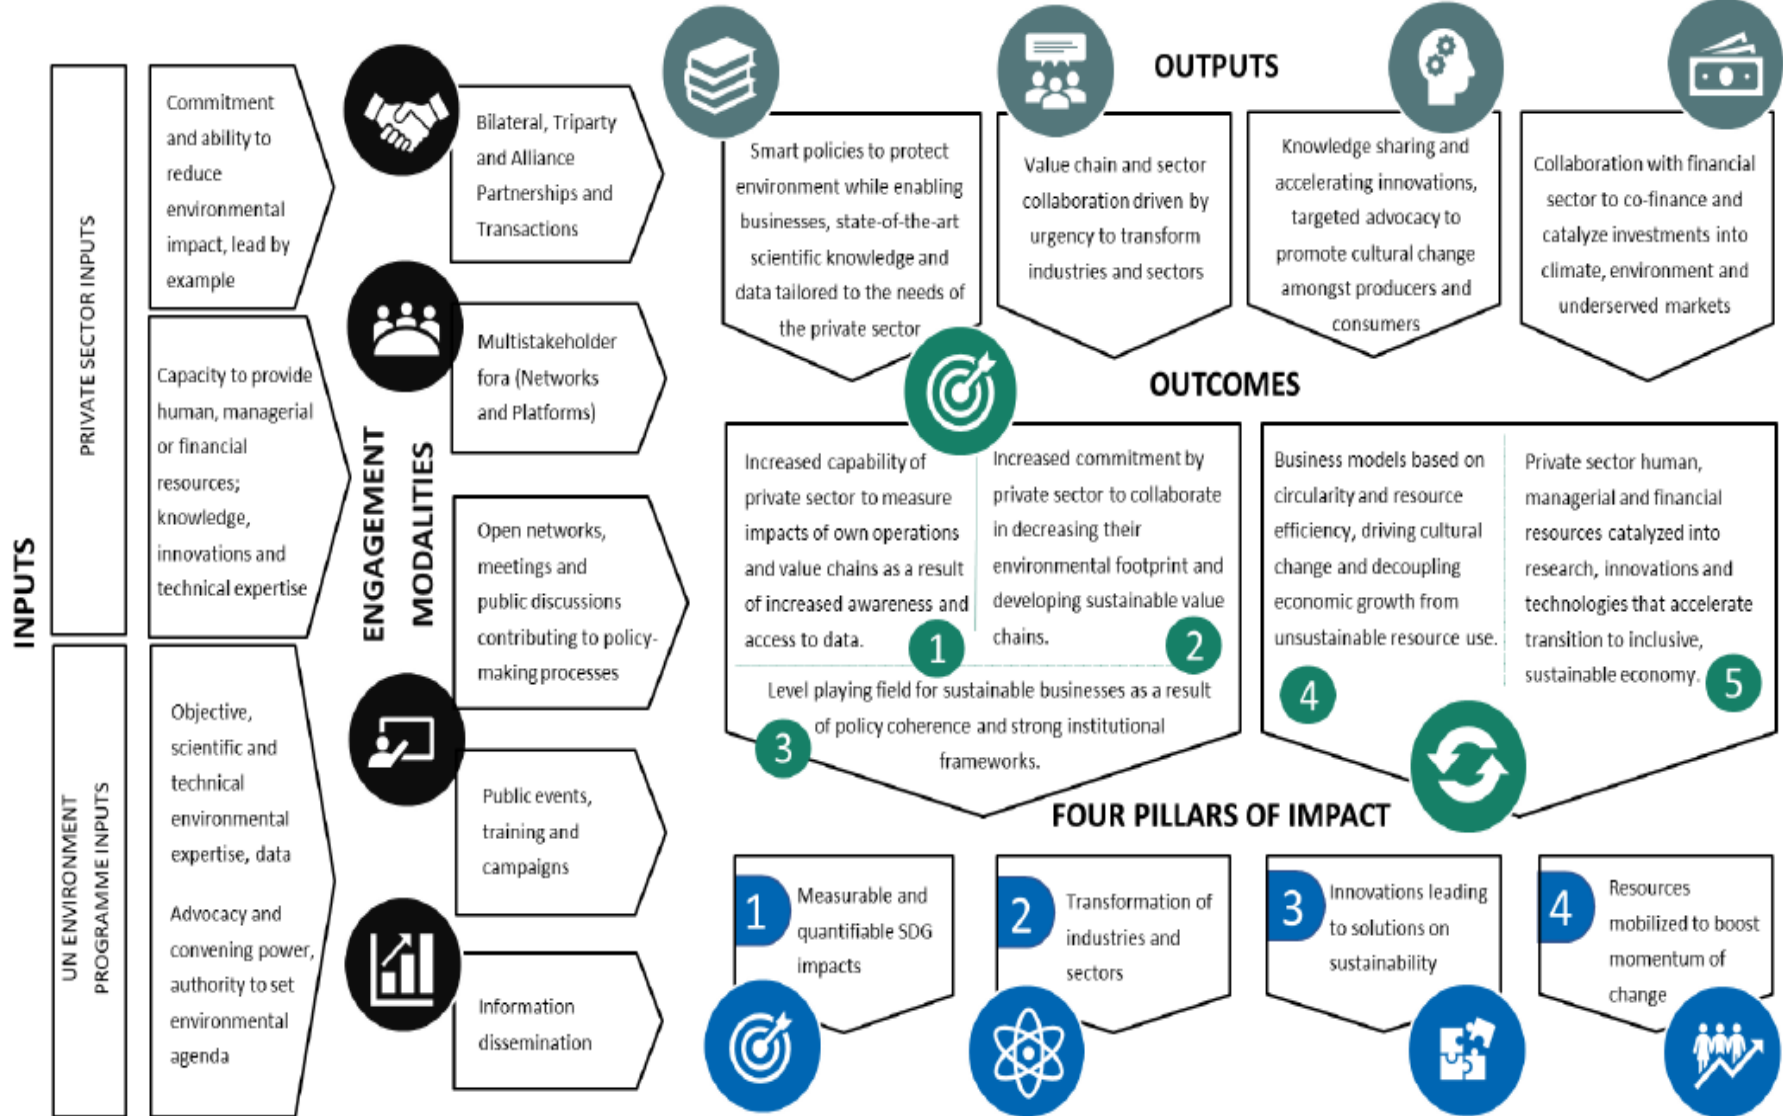 INPUTS
PRIVATE SECTOR INPUTS
Commitment
and ability to
reduce
environmental
impact, lead by
example
Capacity to provide
human, managerial
or financial
resources;
knowledge,
innovations and
technical expertise
UN ENVIRONMENT
PROGRAMME INPUTS
Objective,
scientific and
technical
environmental
expertise, data
Advocacy and
convening power,
authority to set
environmental
agenda
ENGAGEMENT
MODALITIES
Bilateral, Triparty
and Alliance
Partnerships and
Transactions
Multistakeholder
fora (Networks
and Platforms)
Open networks,
meetings and
public discussions
contributing to policy-
making processes
Public events,
training and
campaigns
Information
dissemination
OUTPUTS
Smart policies to protect
environment while enabling
businesses, state-of-the-art
scientific knowledge and
data tailored to the needs of
the private sector
Value chain and sector
collaboration driven by
urgency to transform
industries and sectors
Knowledge sharing and
accelerating innovations,
targeted advocacy to
promote cultural change
amongst producers and
consumers
Collaboration with financial
sector to co-finance and
catalyze investments into
climate, environment and
underserved markets
OUTCOMES
Increased capability of
private sector to measure
impacts of own operations
and value chains as a result
of increased awareness and
access to data.
1
Increased commitment by
private sector to collaborate
in decreasing their
environmental footprint and
developing sustainable value
chains.
2
Level playing field for sustainable businesses as a result
of policy coherence and strong institutional
frameworks.
3
Business models based on
circularity and resource
efficiency, driving cultural
change and decoupling
economic growth from
unsustainable resource use.
4
Private sector human,
managerial and financial
resources catalyzed into
research, innovations and
technologies that accelerate
transition to inclusive,
sustainable economy.
5
FOUR PILLARS OF IMPACT
1
Measurable and
quantifiable SDG
impacts
2
Transformation of
industries and
sectors
3
Innovations leading
to solutions on
sustainability
4
Resources
mobilized to boost
momentum of
change